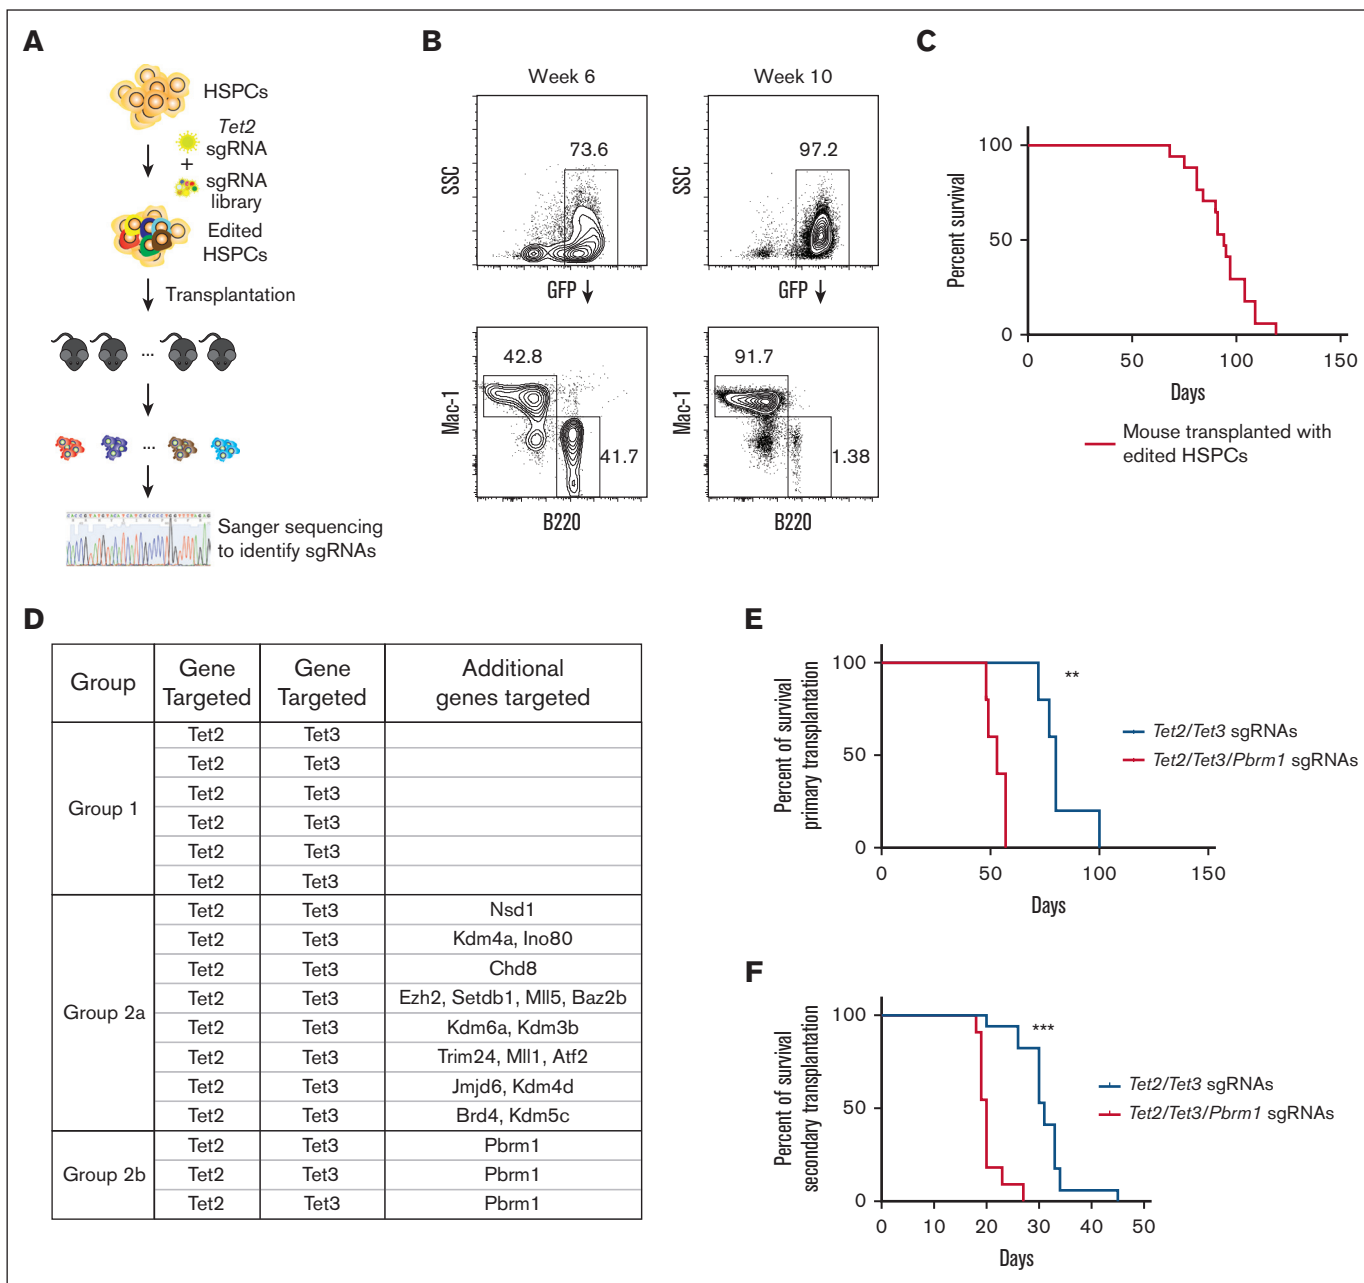 A
HSPCs
Tet2
sgRNA
+
sgRNA
library
Edited
HSPCs
Transplantation
...
...
Sanger sequencing
to identify sgRNAs
B
Week 6
Week 10
73.6
97.2
SSC
SSC
GFP
GFP
42.8
91.7
41.7
1.38
Mac-1
Mac-1
B220
B220
C
Percent survival
100
50
0
0 50 100 150
Days
Mouse transplanted with
edited HSPCs
D
Group Gene Targeted Gene Targeted Additional genes targeted
Group 1
Tet2 Tet3
Tet2 Tet3
Tet2 Tet3
Tet2 Tet3
Tet2 Tet3
Tet2 Tet3
Group 2a
Tet2 Tet3 Nsd1
Tet2 Tet3 Kdm4a, Ino80
Tet2 Tet3 Chd8
Tet2 Tet3 Ezh2, Setdb1, Mll5, Baz2b
Tet2 Tet3 Kdm6a, Kdm3b
Tet2 Tet3 Trim24, Mll1, Atf2
Tet2 Tet3 Jmjd6, Kdm4d
Tet2 Tet3 Brd4, Kdm5c
Group 2b
Tet2 Tet3 Pbrm1
Tet2 Tet3 Pbrm1
Tet2 Tet3 Pbrm1
E
Percent of survival
primary transplantation
100
50
0
0 50 100 150
Days
**
Tet2/Tet3 sgRNAs
Tet2/Tet3/Pbrm1 sgRNAs
F
Percent of survival
secondary transplantation
100
50
0
0 10 20 30 40 50
Days
***
Tet2/Tet3 sgRNAs
Tet2/Tet3/Pbrm1 sgRNAs